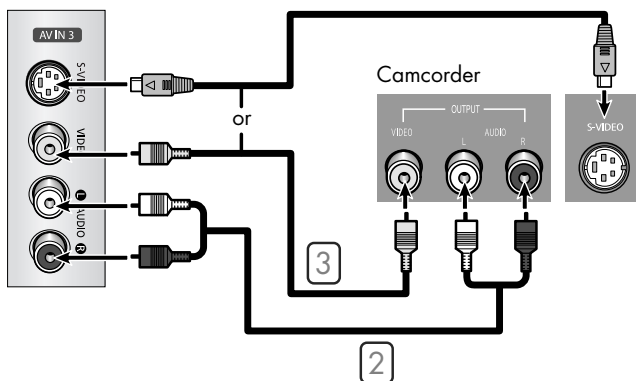 AV IN 3
S-VIDEO
VIDEO
L AUDIO R
or
Camcorder
OUTPUT
VIDEO
L AUDIO R
S-VIDEO
3
2